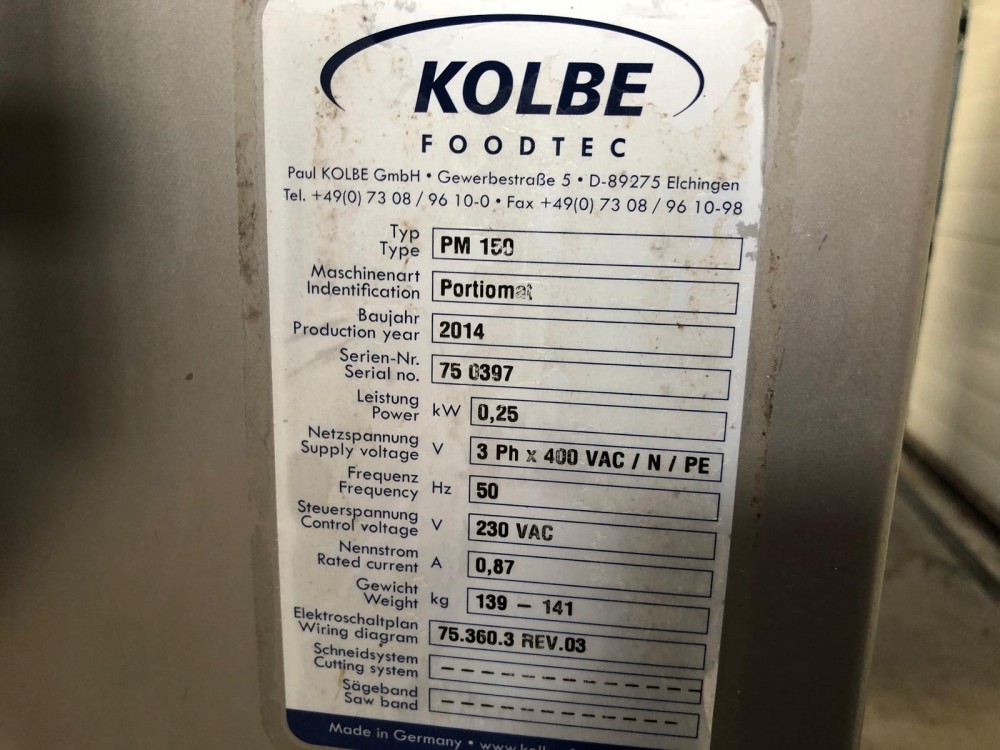 KOLBE
FOODTEC
Paul KOLBE GmbH • Gewerbestraße 5 • D-89275 Elchingen
Tel. +49(0) 73 08 / 96 10-0 • Fax +49(0) 73 08 / 96 10-98
Typ
Type PM 150
Maschinenart
Indentification Portiomat
Baujahr
Production year 2014
Serien-Nr.
Serial no. 75 0397
Leistung
Power kW 0,25
Netzspannung
Supply voltage V 3 Ph x 400 VAC / N / PE
Frequenz
Frequency Hz 50
Steuerspannung
Control voltage V 230 VAC
Nennstrom
Rated current A 0,87
Gewicht
Weight kg 139 – 141
Elektroschaltplan
Wiring diagram 75.360.3 REV.03
Schneidsystem
Cutting system -------------
Sägeband
Saw band ------------
Made in Germany •